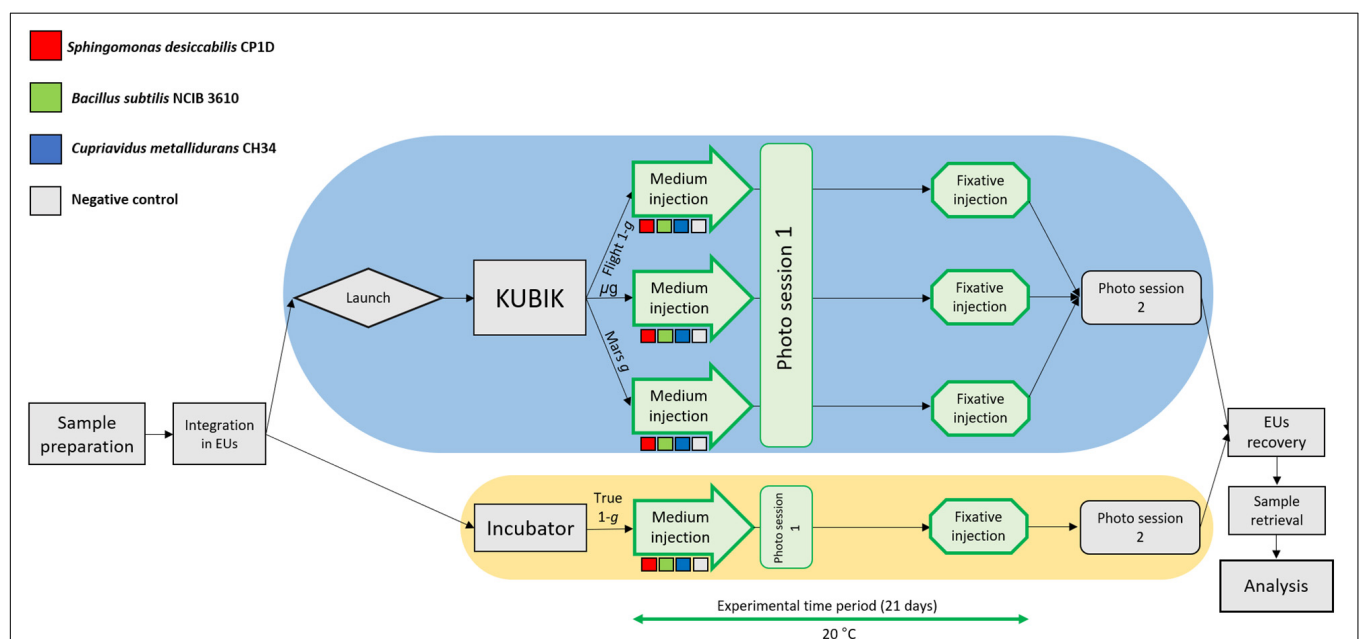 Sphingomonas desiccabilis CP1D
Bacillus subtilis NCIB 3610
Cupriavidus metallidurans CH34
Negative control
Sample
preparation
Integration
in EUs
Launch
KUBIK
Flight 1-g
µg
Mars g
Medium
injection
Medium
injection
Medium
injection
Photo session 1
Fixative
injection
Fixative
injection
Fixative
injection
Photo session
2
Incubator
True
1-g
Medium
injection
Photo session
1
Fixative
injection
Photo session
2
EUs
recovery
Sample
retrieval
Analysis
Experimental time period (21 days)
20 °C